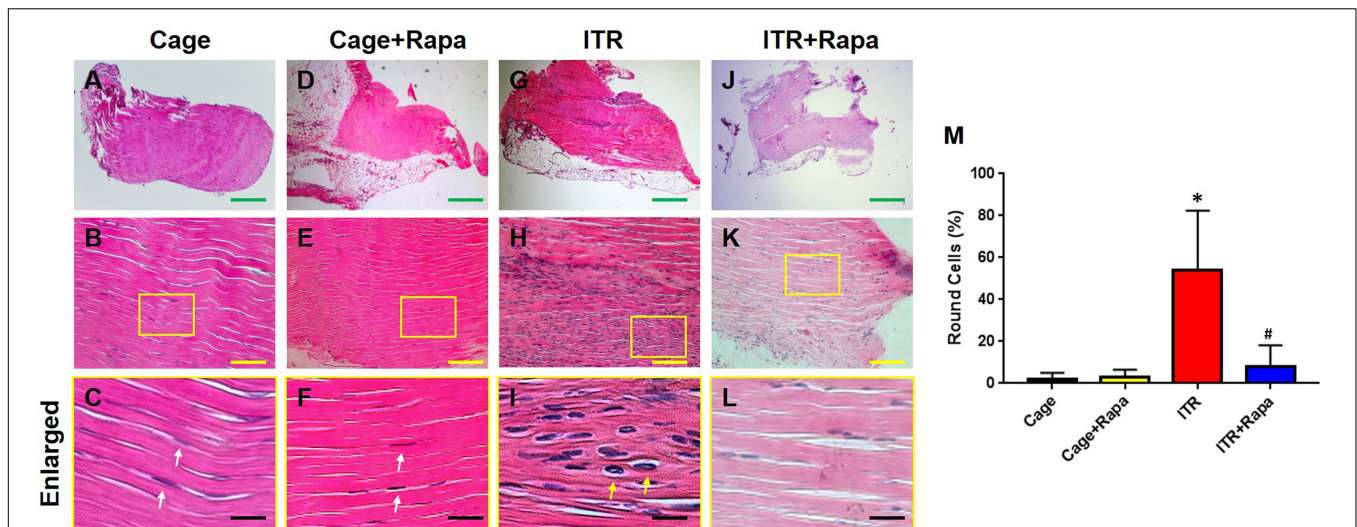 Cage
Cage+Rapa
ITR
ITR+Rapa
A
D
G
J
B
E
H
K
Enlarged
C
F
I
L
M
Round Cells (%)
100
80
60
40
20
0
*
#
Cage
Cage+Rapa
ITR
ITR+Rapa